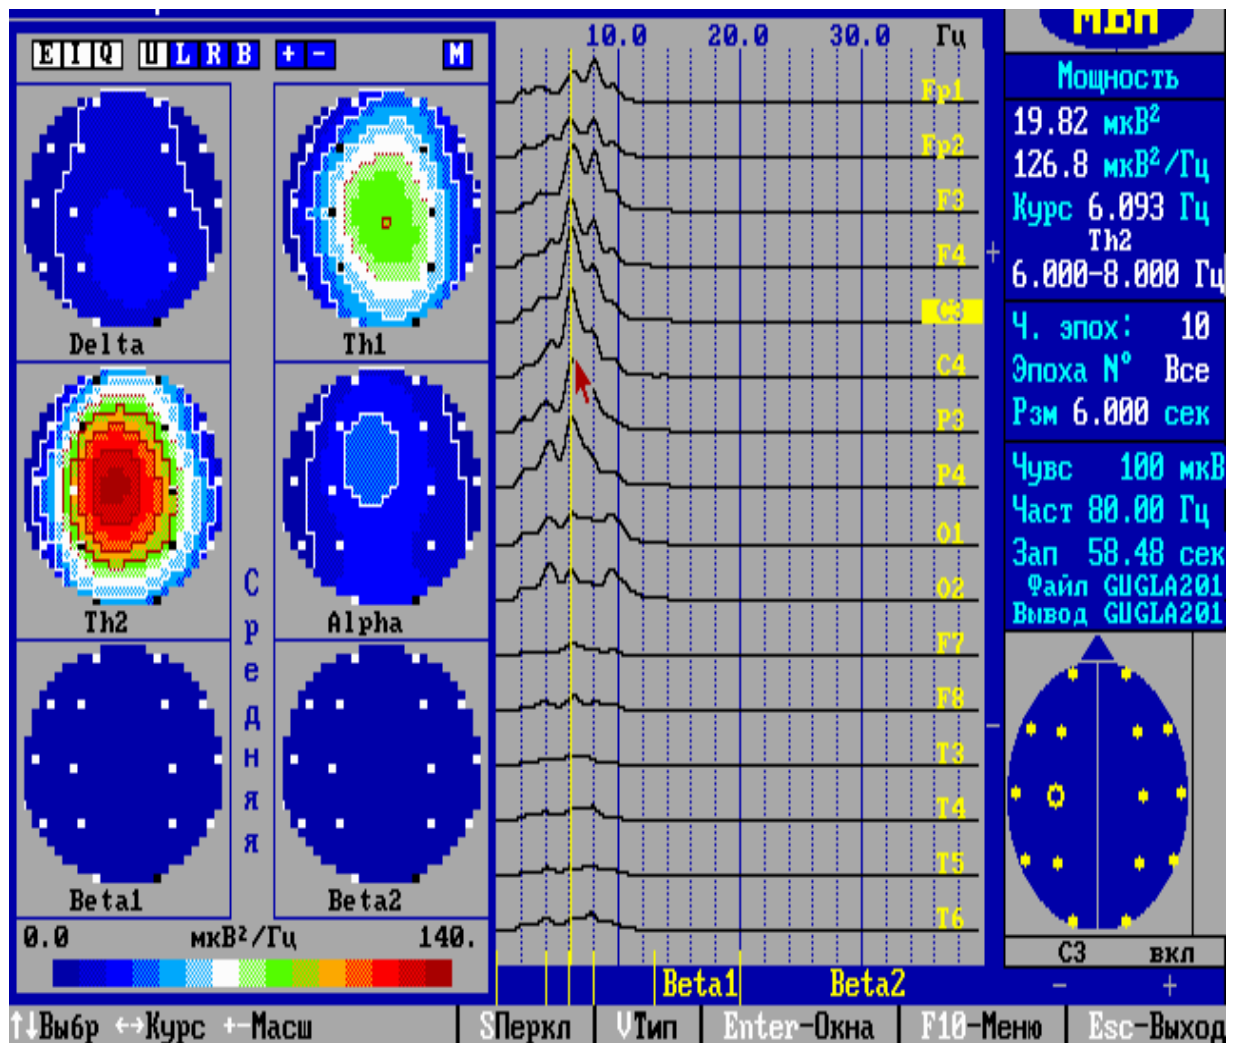 E I Q U L R B + - M
10.0 20.0 30.0 Гц
МБН
Мощность
19.82 мкВ²
126.8 мкВ²/Гц
Курс 6.093 Гц
Th2
6.000-8.000 Гц
Ч. эпох: 10
Эпоха N° Все
Рзм 6.000 сек
Чувс 100 мкВ
Част 80.00 Гц
Зап 58.48 сек
Файл GUGLA201
Вывод GUGLA201
Delta
Th1
Th2
Alpha
Beta1
Beta2
Средняя
0.0 мкВ²/Гц 140.
Fp1
Fp2
F3
F4
C3
C4
P3
P4
O1
O2
F7
F8
T3
T4
T5
T6
+
-
Beta1 Beta2
C3 вкл
- +
↑↓Выбр ↔Курс +-Масш SПеркл VТип Enter-Окна F10-Меню Esc-Выход